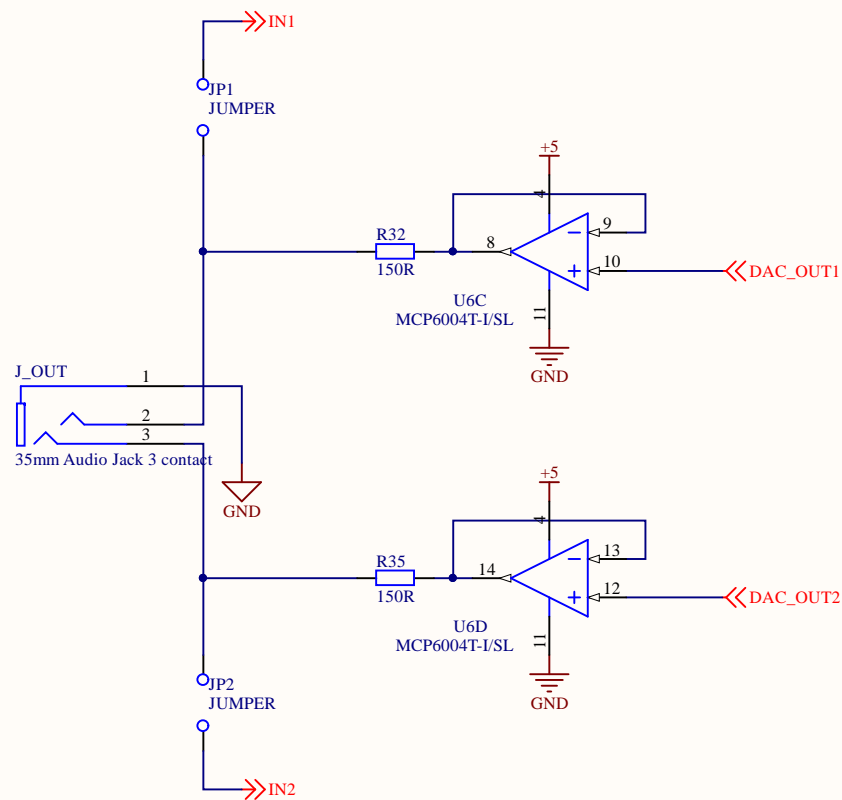 IN1
JP1
JUMPER
+5
4
9
R32
8
150R
10
DAC_OUT1
U6C
MCP6004T-I/SL
11
GND
J_OUT
1
2
3
35mm Audio Jack 3 contact
GND
+5
4
13
R35
14
150R
12
DAC_OUT2
U6D
MCP6004T-I/SL
11
GND
JP2
JUMPER
IN2